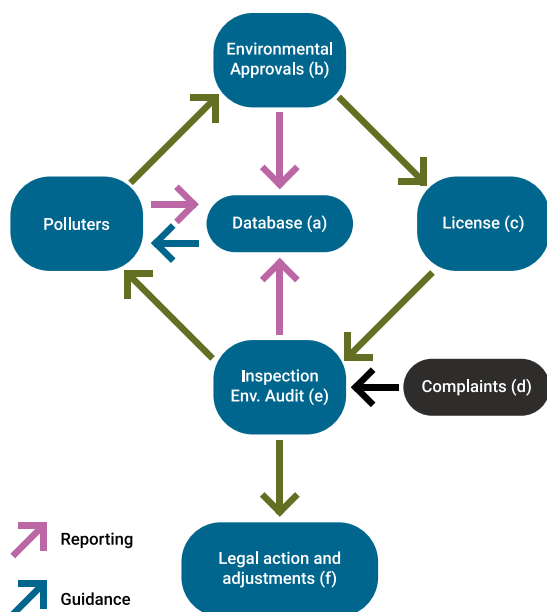 Environmental
Approvals (b)
Polluters
Database (a)
License (c)
Inspection
Env. Audit (e)
Complaints (d)
Legal action and
adjustments (f)
Reporting
Guidance